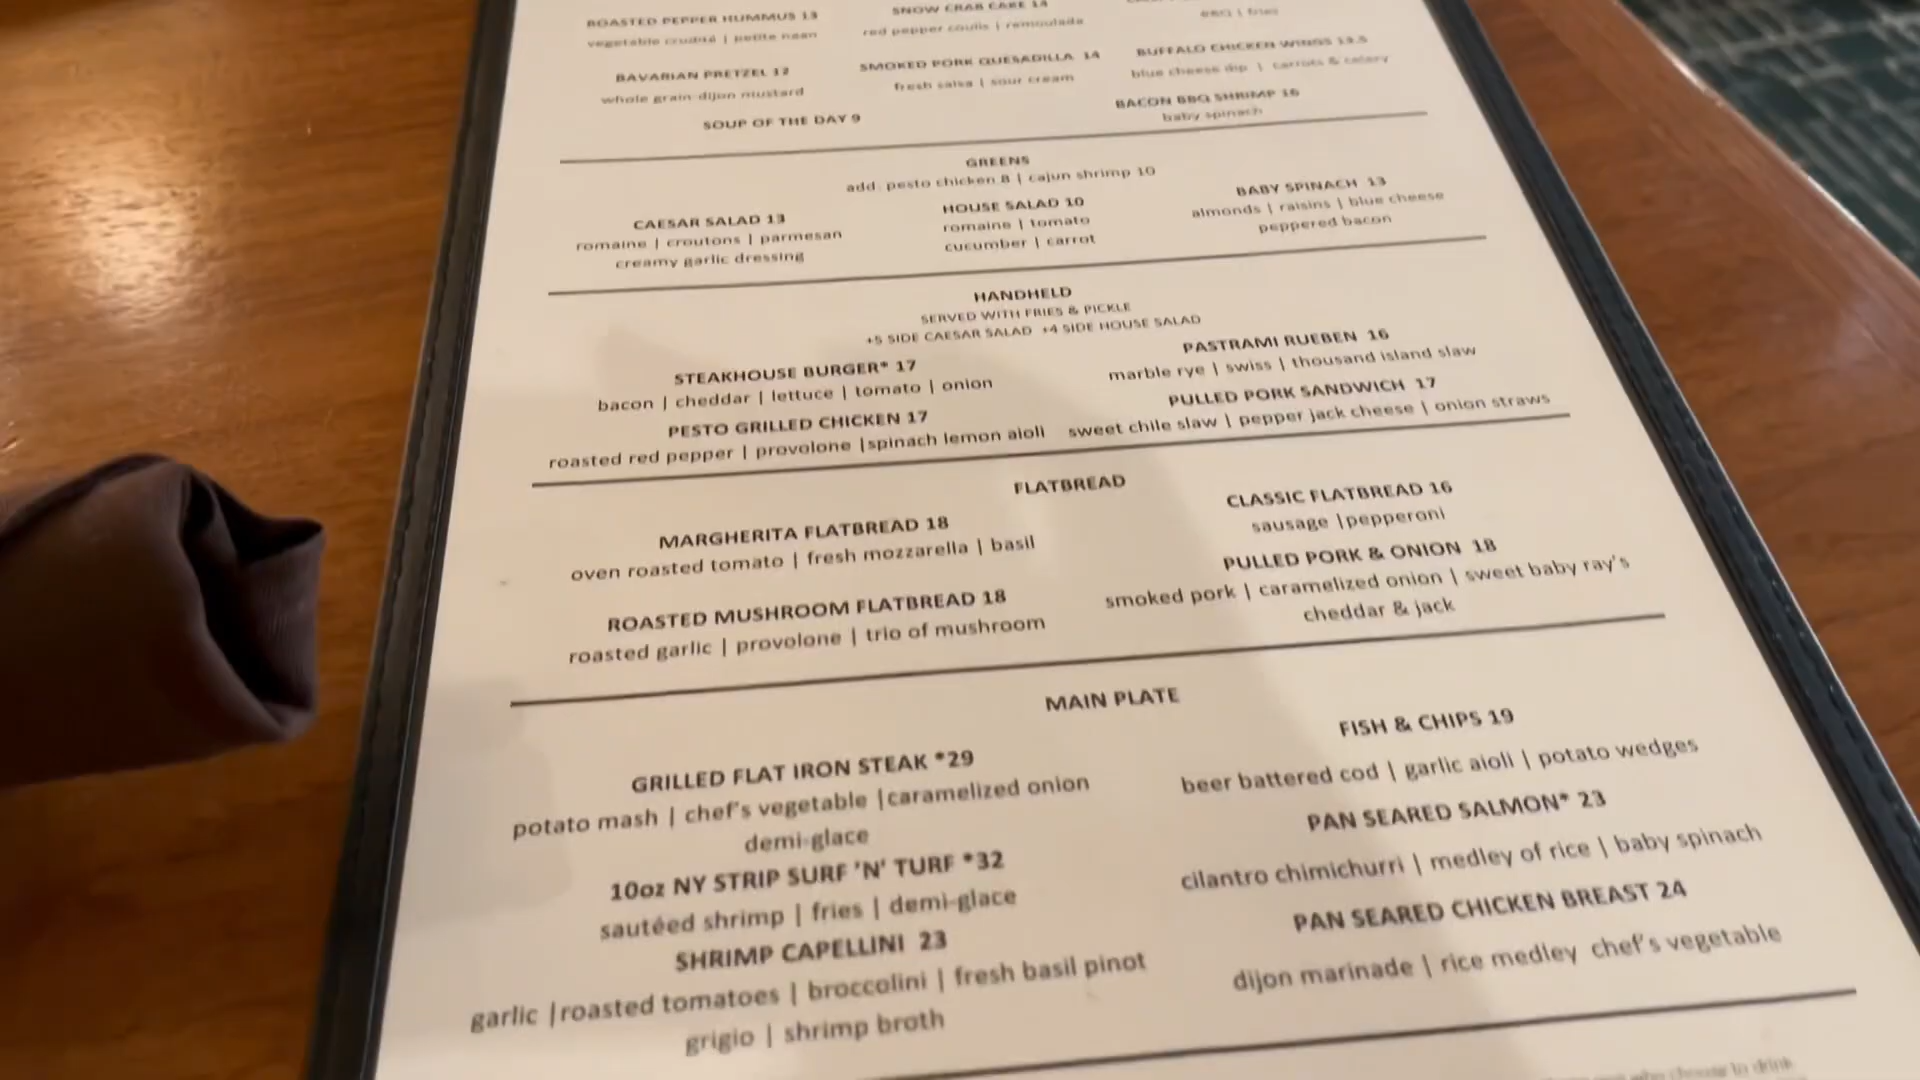 ROASTED PEPPER HUMMUS 13
vegetable crudité | petite naan
SNOW CRAB CAKE 14
red pepper coulis | remoulada
BBQ | fries
BAVARIAN PRETZEL 12
whole grain dijon mustard
SMOKED PORK QUESADILLA 14
fresh salsa | sour cream
BUFFALO CHICKEN WINGS 13.5
blue cheese dip | carrots & celery
SOUP OF THE DAY 9
BACON BBQ SHRIMP 16
baby spinach
GREENS
add: pesto chicken 8 | cajun shrimp 10
CAESAR SALAD 13
romaine | croutons | parmesan
creamy garlic dressing
HOUSE SALAD 10
romaine | tomato
cucumber | carrot
BABY SPINACH 13
almonds | raisins | blue cheese
peppered bacon
HANDHELD
SERVED WITH FRIES & PICKLE
+5 SIDE CAESAR SALAD +4 SIDE HOUSE SALAD
STEAKHOUSE BURGER* 17
bacon | cheddar | lettuce | tomato | onion
PASTRAMI RUEBEN 16
marble rye | swiss | thousand island slaw
PESTO GRILLED CHICKEN 17
roasted red pepper | provolone |spinach lemon aioli
PULLED PORK SANDWICH 17
sweet chile slaw | pepper jack cheese | onion straws
FLATBREAD
MARGHERITA FLATBREAD 18
oven roasted tomato | fresh mozzarella | basil
CLASSIC FLATBREAD 16
sausage |pepperoni
ROASTED MUSHROOM FLATBREAD 18
roasted garlic | provolone | trio of mushroom
PULLED PORK & ONION 18
smoked pork | caramelized onion | sweet baby ray's
cheddar & jack
MAIN PLATE
GRILLED FLAT IRON STEAK *29
potato mash | chef's vegetable |caramelized onion
demi-glace
FISH & CHIPS 19
beer battered cod | garlic aioli | potato wedges
10oz NY STRIP SURF 'N' TURF *32
sautéed shrimp | fries | demi-glace
PAN SEARED SALMON* 23
cilantro chimichurri | medley of rice | baby spinach
SHRIMP CAPELLINI 23
garlic |roasted tomatoes | broccolini | fresh basil pinot
grigio | shrimp broth
PAN SEARED CHICKEN BREAST 24
dijon marinade | rice medley chef's vegetable
who choose to drink